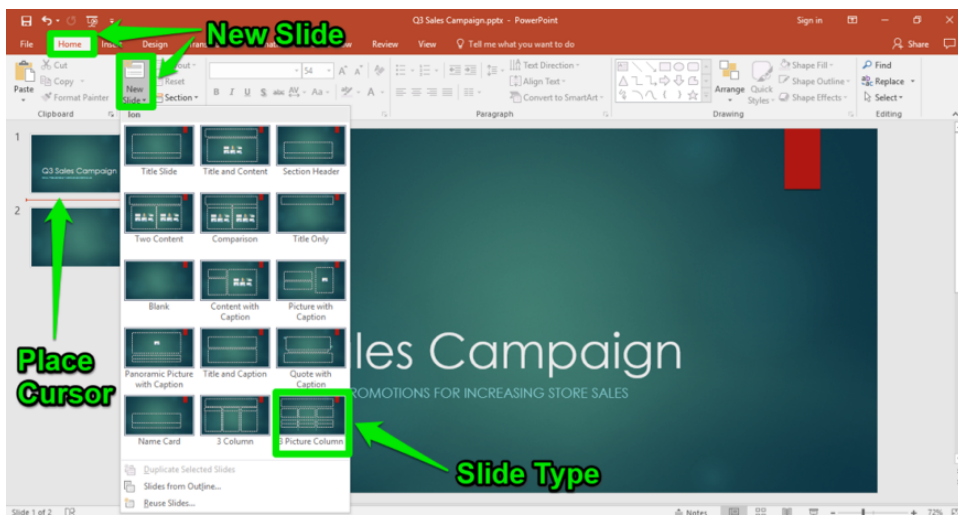 Q3 Sales Campaign.pptx - PowerPoint
Sign in
File Home Design Review View Tell me what you want to do Share
New Slide
Paste
Cut
Copy
Format Painter
Clipboard
New Slide
Reset
Section
54
B I U S abc AV Aa A
Text Direction
Align Text
Convert to SmartArt
Paragraph
Arrange
Quick Styles
Shape Fill
Shape Outline
Shape Effects
Drawing
Find
Replace
Select
Editing
Ion
Title Slide Title and Content Section Header
Two Content Comparison Title Only
Blank Content with Caption Picture with Caption
Panoramic Picture with Caption Title and Caption Quote with Caption
Name Card 3 Column 3 Picture Column
Duplicate Selected Slides
Slides from Outline...
Reuse Slides...
1
Q3 Sales Campaign
2
Place
Cursor
les Campaign
ROMOTIONS FOR INCREASING STORE SALES
Slide Type
Slide 1 of 2
Notes
72%